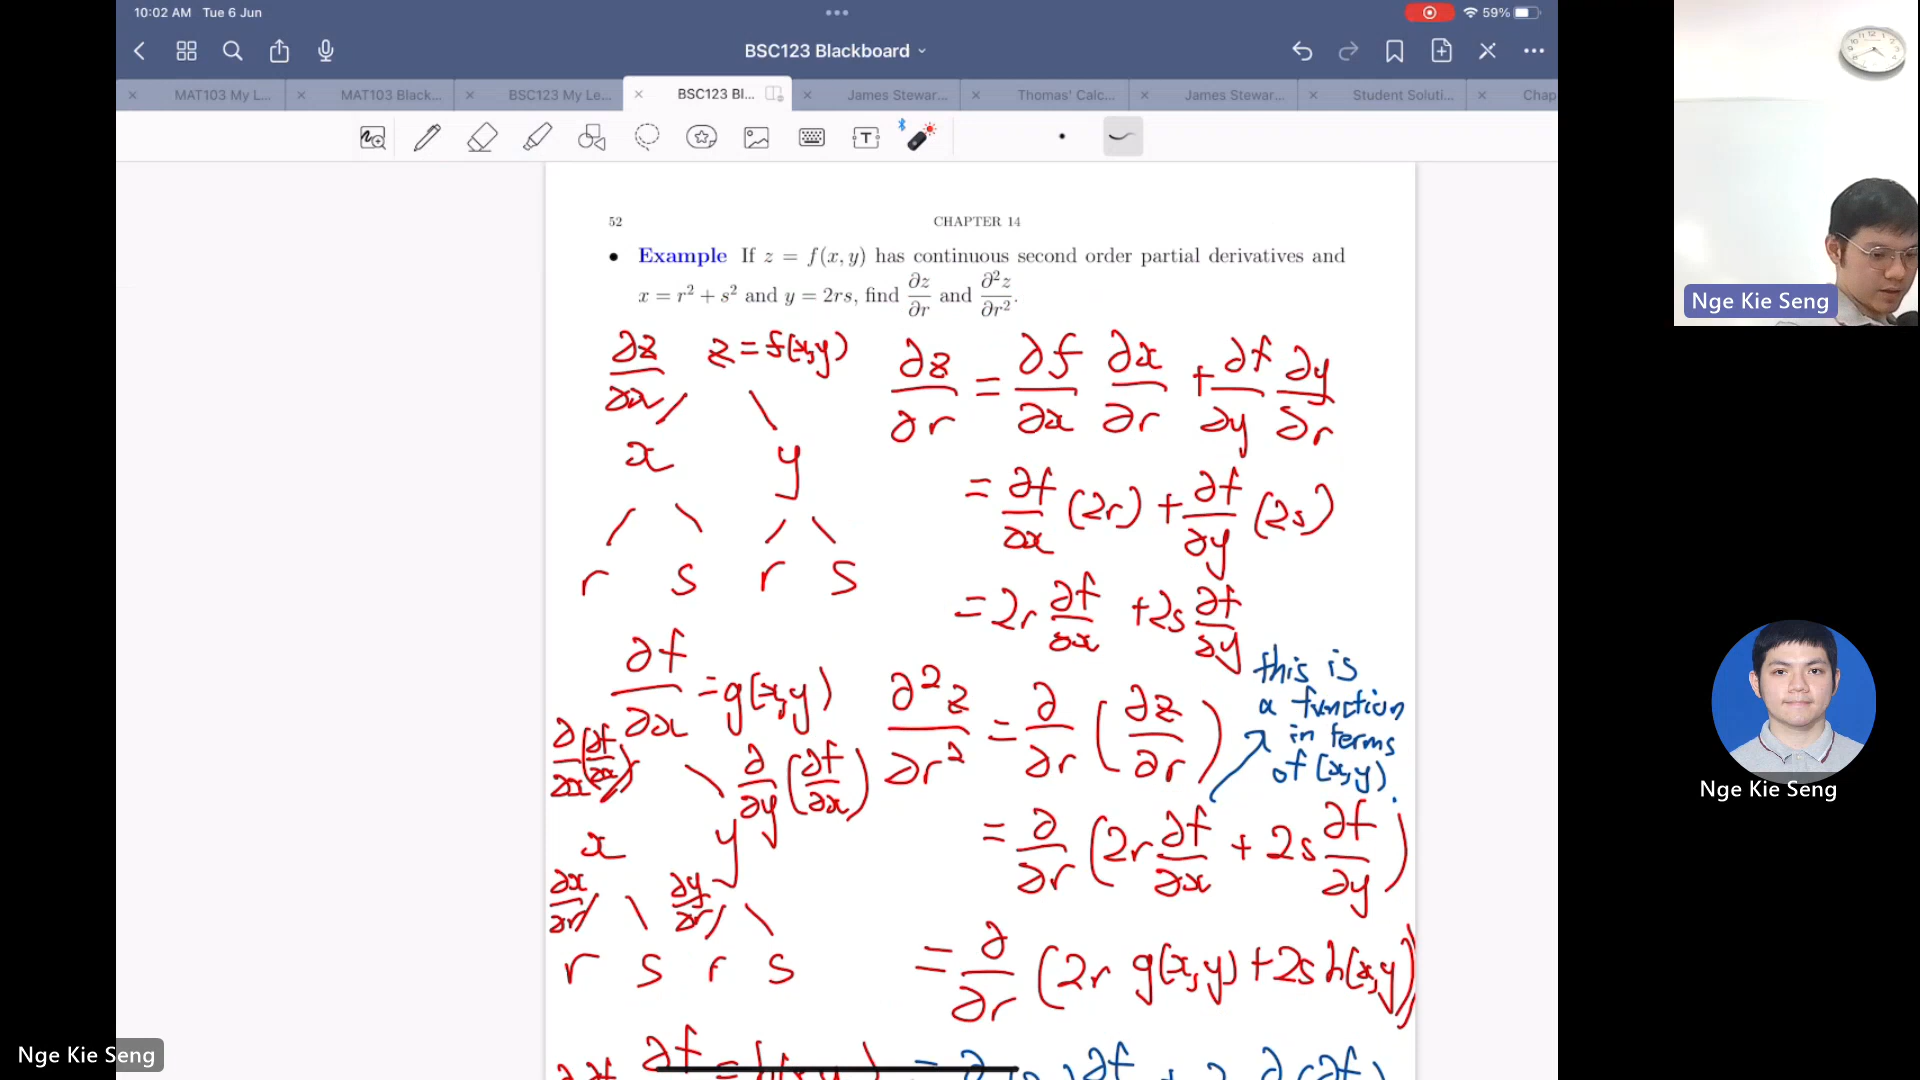 10:02 AM Tue 6 Jun
59%
BSC123 Blackboard
MAT103 My L...
MAT103 Black...
BSC123 My Le...
BSC123 Bl...
James Stewar...
Thomas' Calc...
James Stewar...
Student Soluti...
Chap
52 CHAPTER 14
• Example If z = f(x, y) has continuous second order partial derivatives and
x = r² + s² and y = 2rs, find ∂z/∂r and ∂²z/∂r².
∂z/∂x z = f(x,y)
x y
r s r s
∂z/∂r = ∂f/∂x ∂x/∂r + ∂f/∂y ∂y/∂r
= ∂f/∂x (2r) + ∂f/∂y (2s)
= 2r ∂f/∂x + 2s ∂f/∂y
∂f/∂x = g(x,y)
∂/∂x (∂f/∂x) ∂/∂y (∂f/∂x)
x y
∂x/∂r ∂y/∂r
r s r s
∂²z/∂r² = ∂/∂r (∂z/∂r)
this is
a function
in terms
of (x,y)
= ∂/∂r (2r ∂f/∂x + 2s ∂f/∂y)
= ∂/∂r (2r g(x,y) + 2s h(x,y))
Nge Kie Seng
Nge Kie Seng
Nge Kie Seng